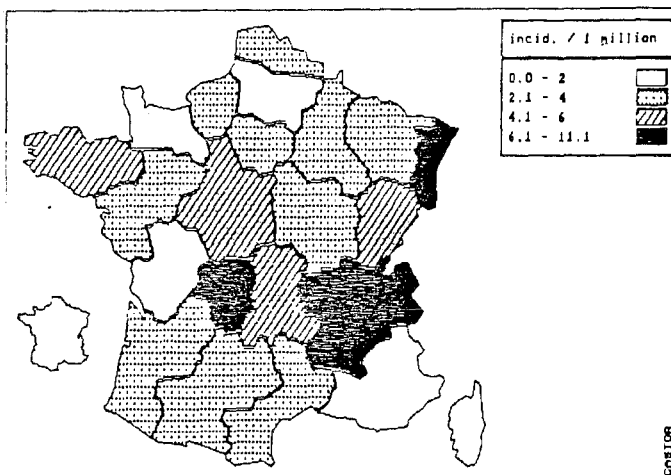 incid. / 1 million
0.0 - 2
2.1 - 4
4.1 - 6
6.1 - 11.1